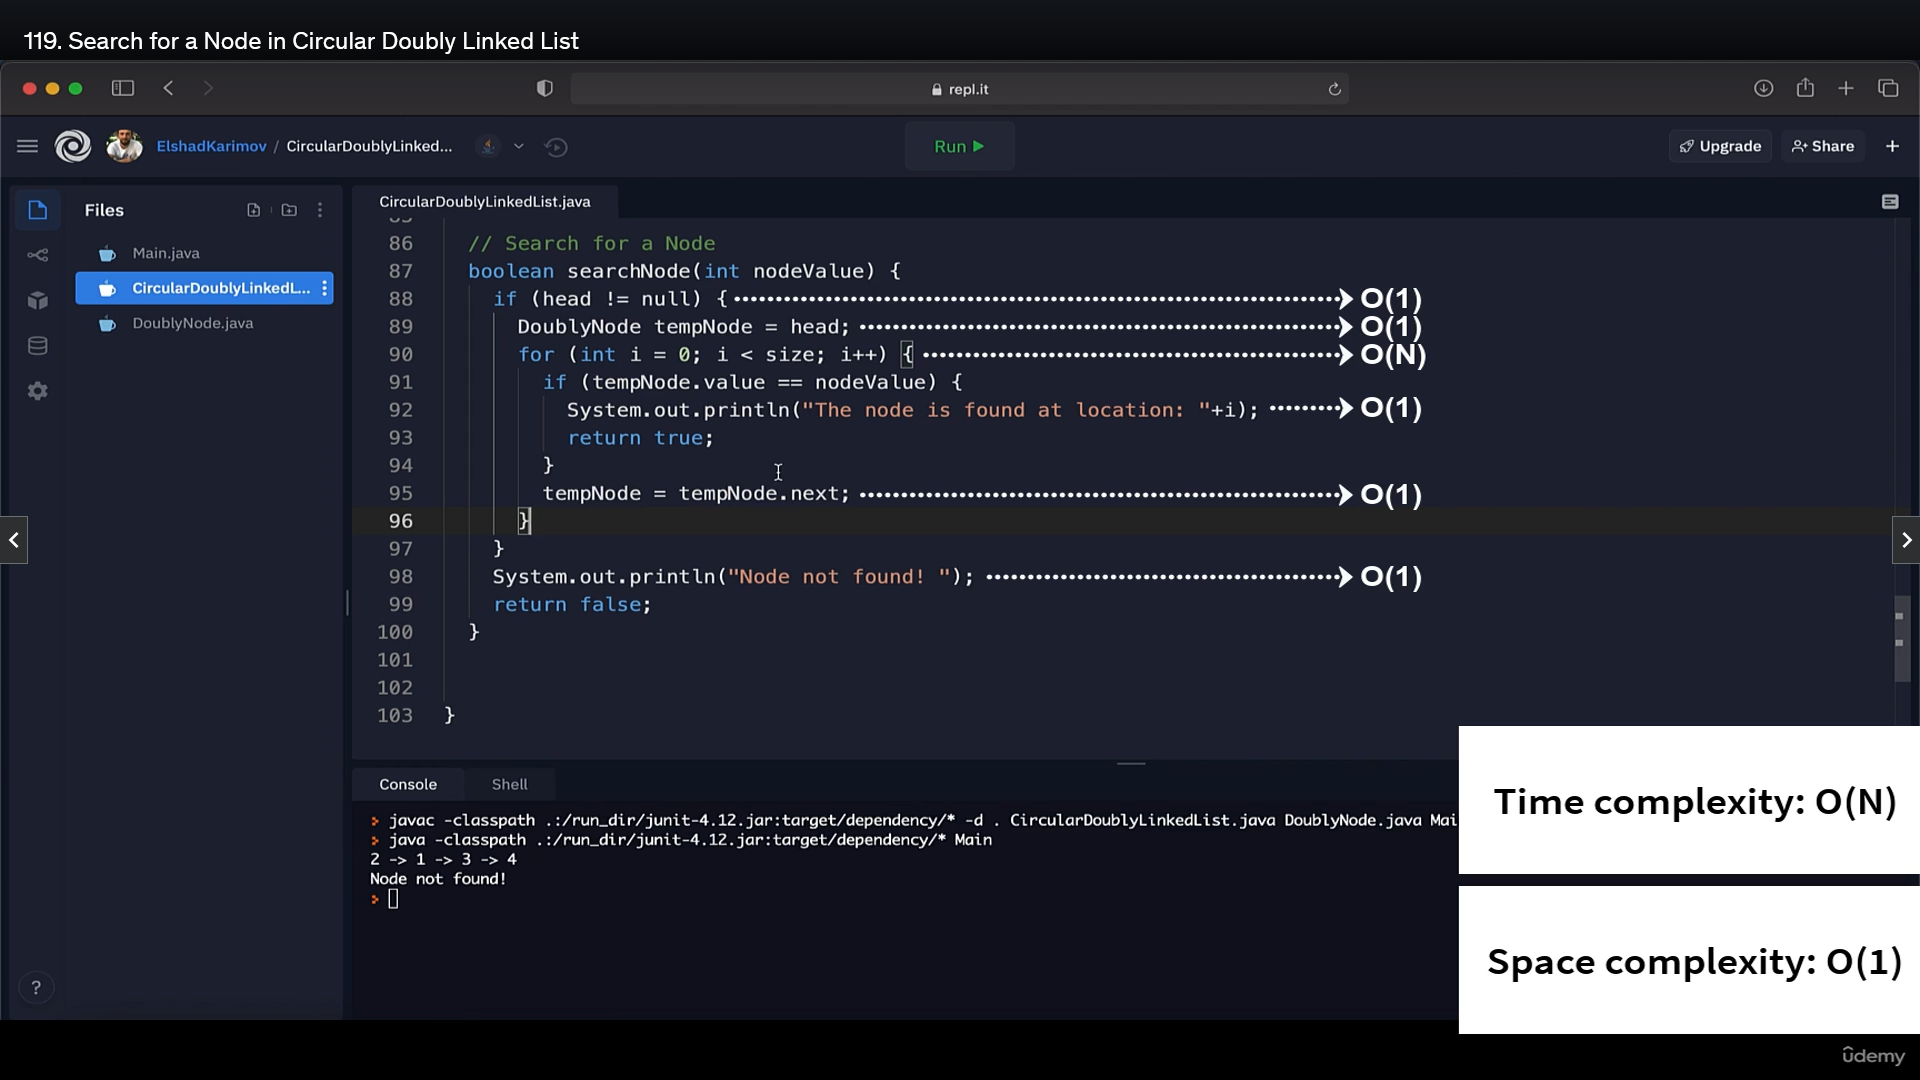 119. Search for a Node in Circular Doubly Linked List
repl.it
ElshadKarimov / CircularDoublyLinked...
Run
Upgrade
Share
Files
Main.java
CircularDoublyLinkedL...
DoublyNode.java
CircularDoublyLinkedList.java
86 // Search for a Node
87 boolean searchNode(int nodeValue) {
88 if (head != null) { O(1)
89 DoublyNode tempNode = head; O(1)
90 for (int i = 0; i < size; i++) { O(N)
91 if (tempNode.value == nodeValue) {
92 System.out.println("The node is found at location: "+i); O(1)
93 return true;
94 }
95 tempNode = tempNode.next; O(1)
96 }
97 }
98 System.out.println("Node not found! "); O(1)
99 return false;
100 }
101
102
103 }
Console Shell
> javac -classpath .:/run_dir/junit-4.12.jar:target/dependency/* -d . CircularDoublyLinkedList.java DoublyNode.java Mai
> java -classpath .:/run_dir/junit-4.12.jar:target/dependency/* Main
2 -> 1 -> 3 -> 4
Node not found!
>
Time complexity: O(N)
Space complexity: O(1)
?
ûdemy